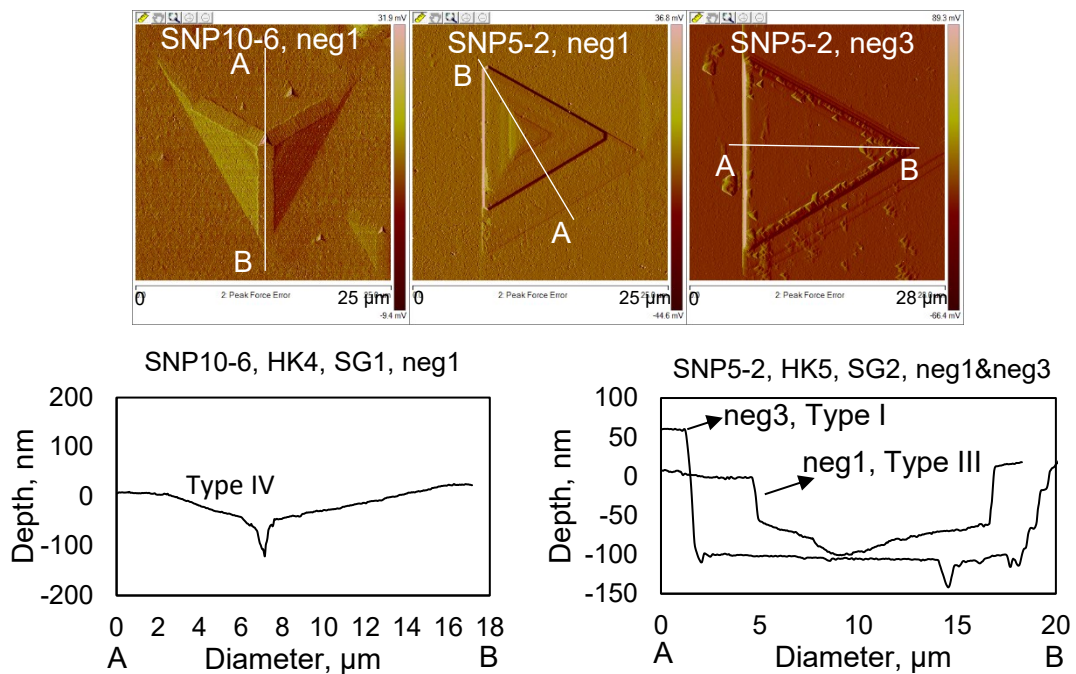 31.9 mV
36.8 mV
89.3 mV
SNP10-6, neg1
SNP5-2, neg1
SNP5-2, neg3
A
B
B
A
A
B
-9.4 mV
-44.6 mV
-66.4 mV
0 2: Peak Force Error 25 µm
0 2: Peak Force Error 25 µm
0 2: Peak Force Error 28 µm
SNP10-6, HK4, SG1, neg1
200
100
0
-100
-200
Depth, nm
Type IV
0 2 4 6 8 10 12 14 16 18
A Diameter, µm B
SNP5-2, HK5, SG2, neg1&neg3
100
50
0
-50
-100
-150
Depth, nm
neg3, Type I
neg1, Type III
0 5 10 15 20
A Diameter, µm B